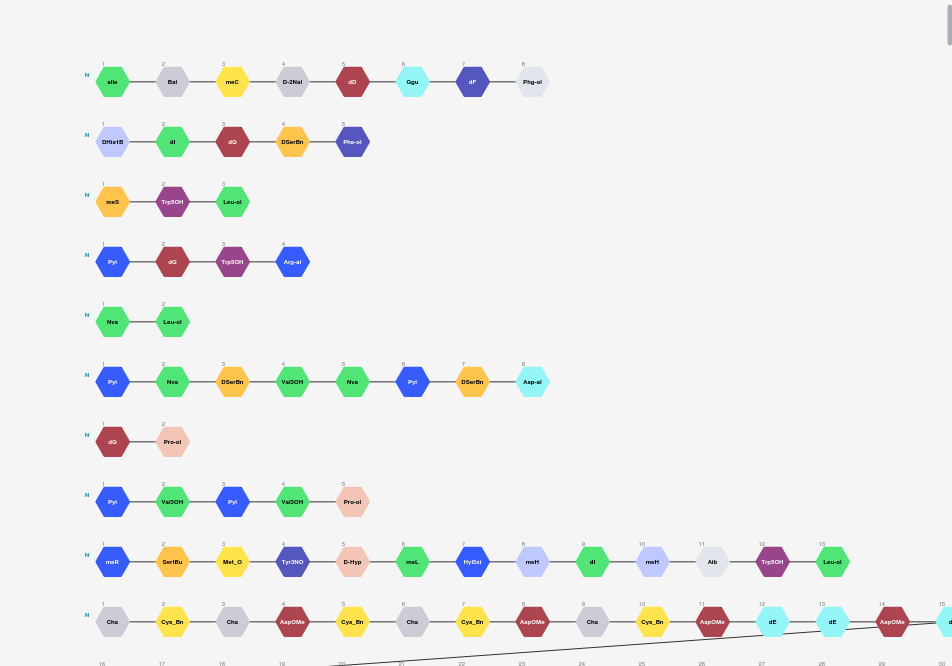 1 2 3 4 5 6 7 8
N aIle Bal meC D-2Nal dD Ggu dF Phg-ol
1 2 3 4 5
N DHistB dI dQ DSerBn Phe-ol
1 2 3
N meS Trp5OH Leu-ol
1 2 3 4
N Pyl dQ Trp5OH Arg-al
1 2
N Nva Leu-ol
1 2 3 4 5 6 7 8
N Pyl Nva DSerBn Val3OH Nva Pyl DSerBn Asp-al
1 2
N dQ Pro-ol
1 2 3 4 5
N Pyl Val3OH Pyl Val3OH Pro-ol
1 2 3 4 5 6 7 8 9 10 11 12 13
N meR SertBu Met_O Tyr3NO D-Hyp meL Hyl5xi meH dI meH Aib Trp5OH Leu-ol
1 2 3 4 5 6 7 8 9 10 11 12 13 14 15
N Cha Cys_Bn Cha AspOMe Cys_Bn Cha Cys_Bn AspOMe Cha Cys_Bn AspOMe dE dE AspOMe
16 17 18 19 20 21 22 23 24 25 26 27 28 29 30